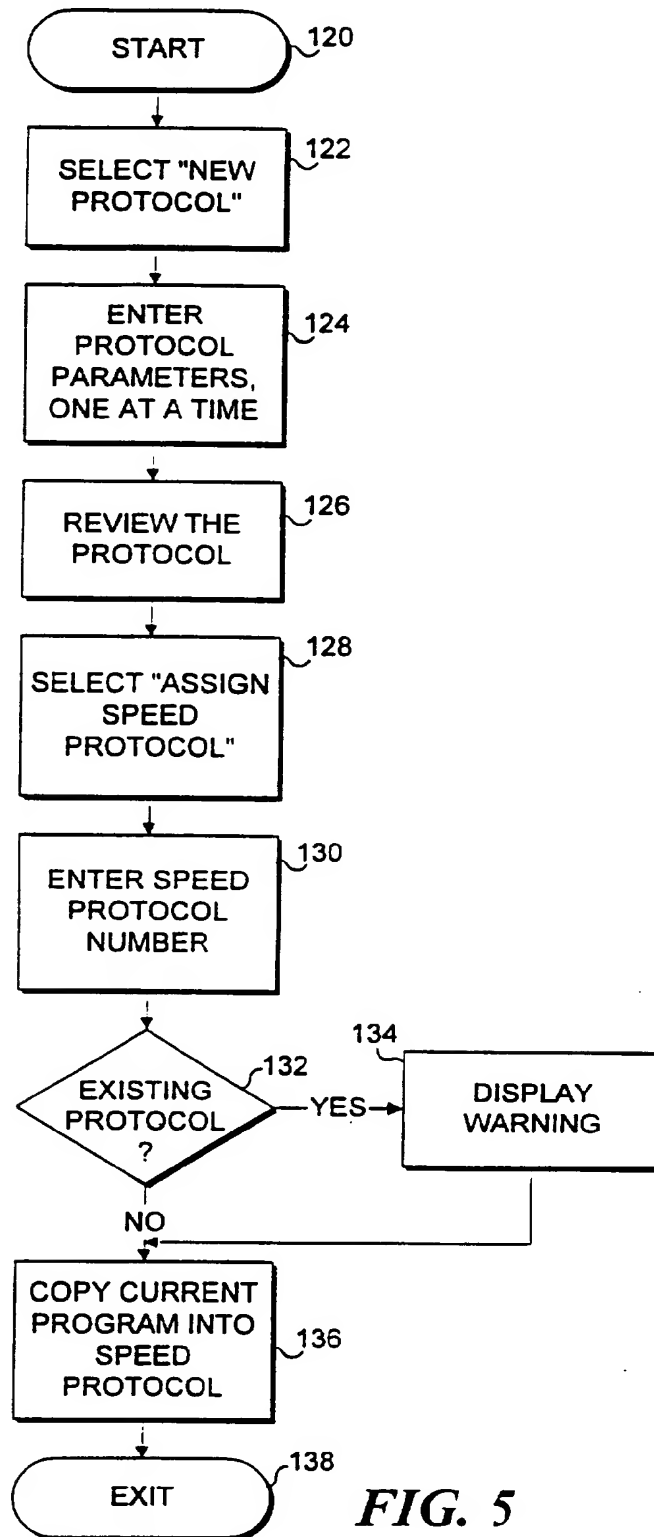 START
120
SELECT "NEW
PROTOCOL"
122
ENTER
PROTOCOL
PARAMETERS,
ONE AT A TIME
124
REVIEW THE
PROTOCOL
126
SELECT "ASSIGN
SPEED
PROTOCOL"
128
ENTER SPEED
PROTOCOL
NUMBER
130
EXISTING
PROTOCOL
?
132
YES
134
DISPLAY
WARNING
NO
COPY CURRENT
PROGRAM INTO
SPEED
PROTOCOL
136
EXIT
138
FIG. 5